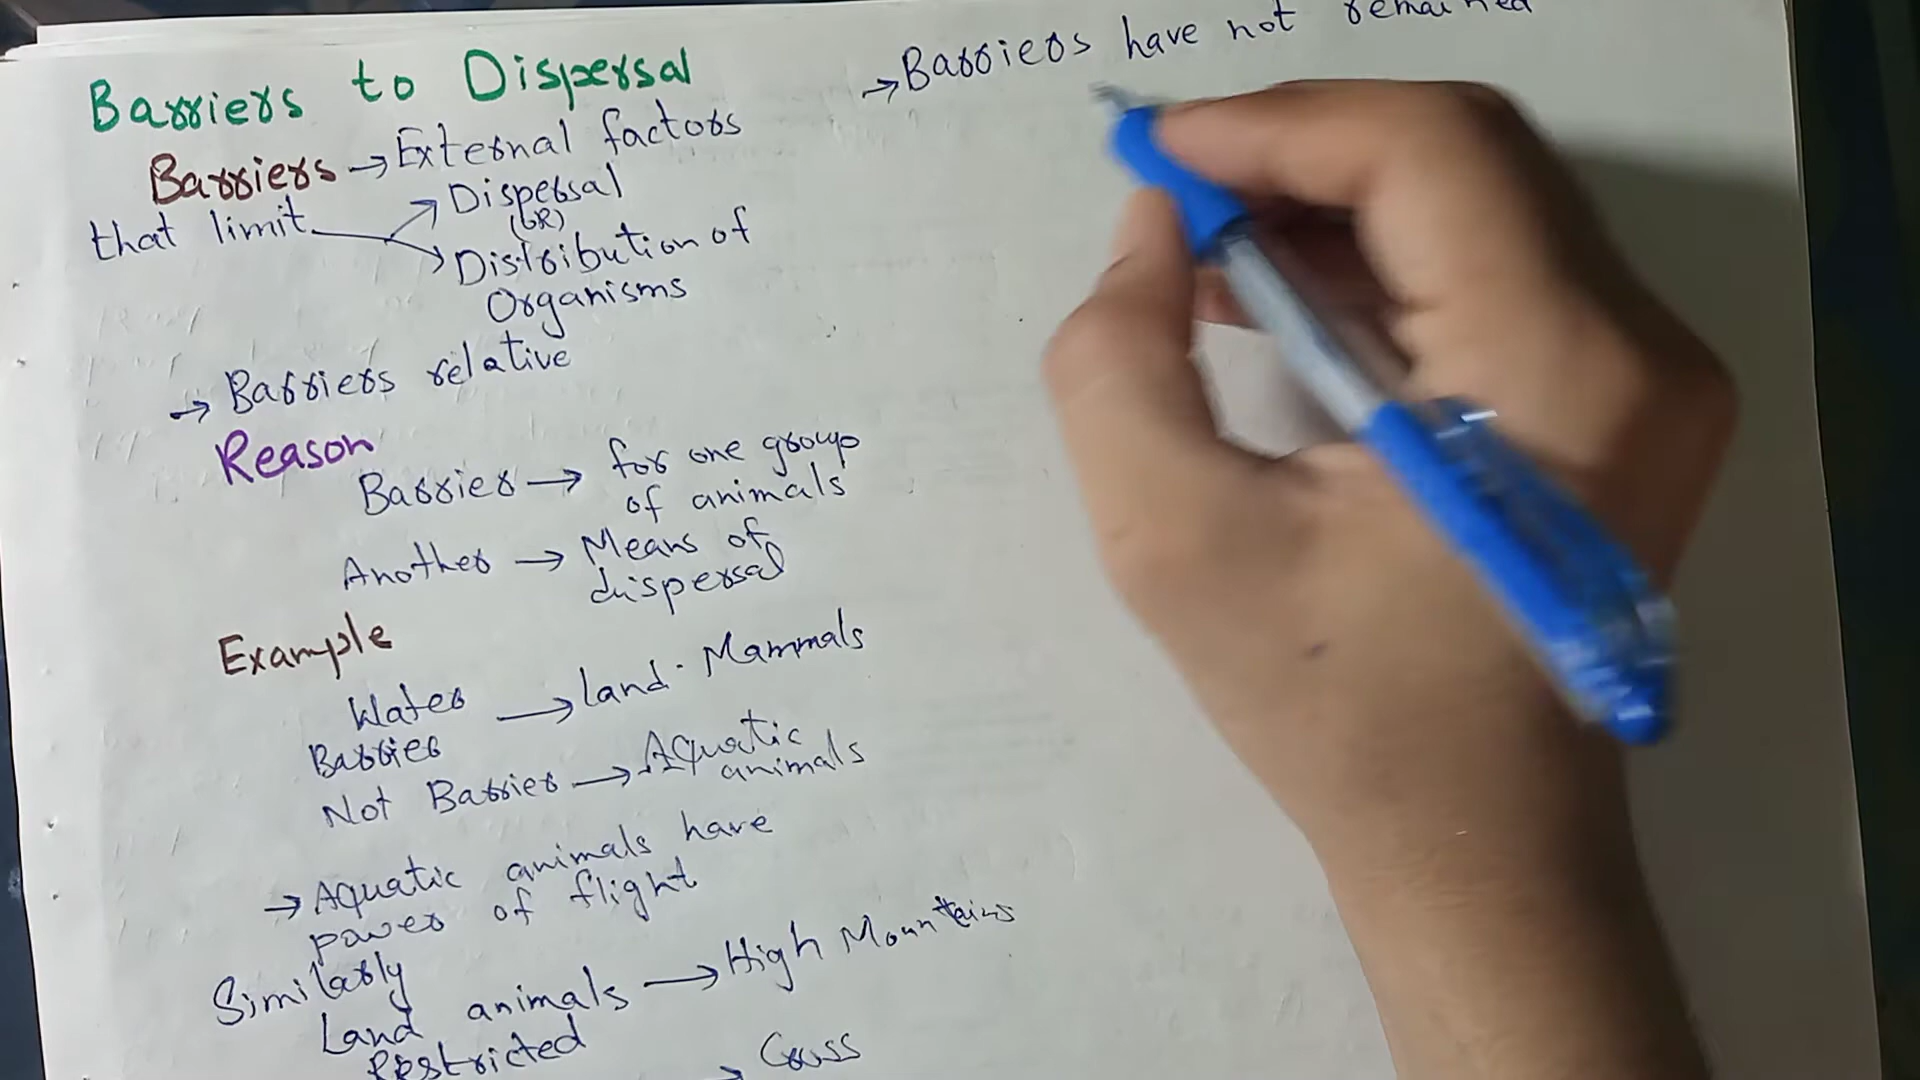 Barriers to Dispersal
Barriers → External factors
that limit → Dispersal
(OR)
→ Distribution of
Organisms
→ Barriers relative
Reason
Barrier → for one group
of animals
Another → Means of
dispersal
Example
Water → land. Mammals
Barrier
Not Barrier → Aquatic
animals
→ Aquatic animals have
power of flight
Similarly
Land animals → High Mountains
Restricted
→ Cross
→ Barriers have not remained